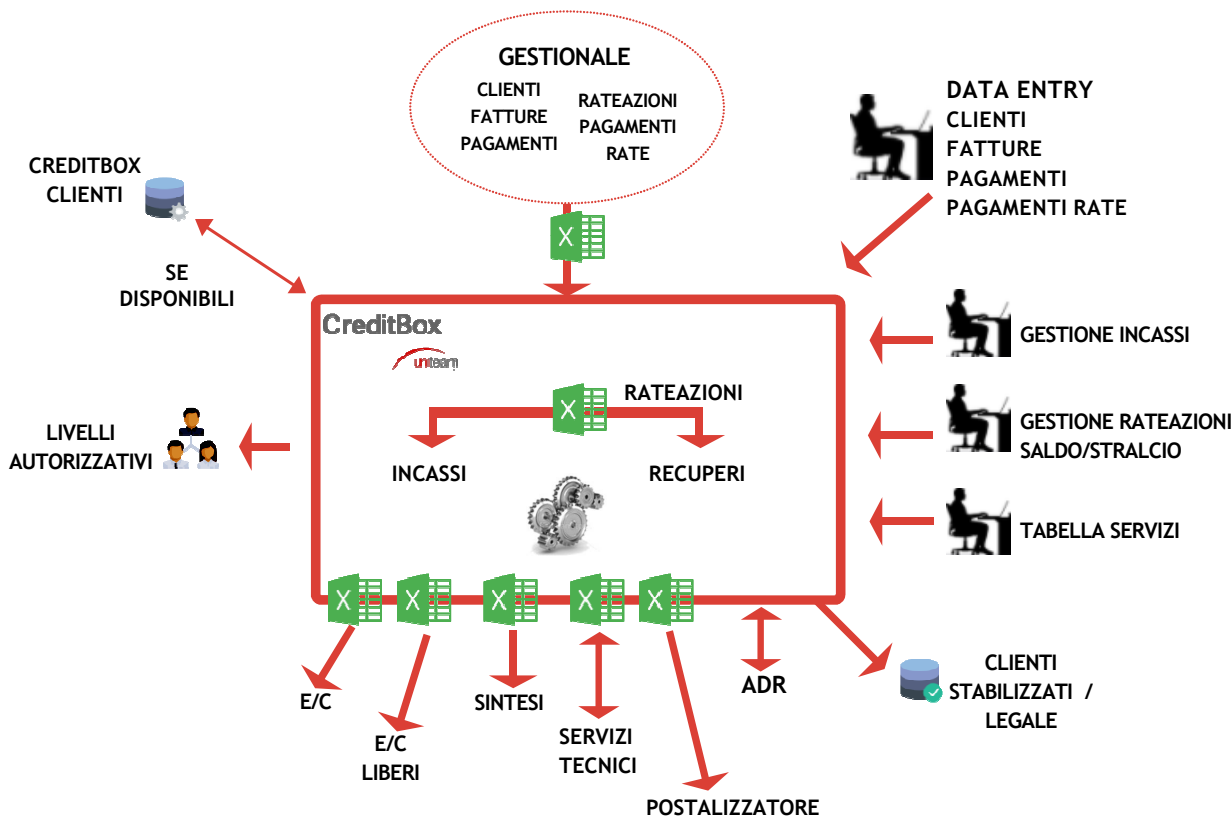 GESTIONALE
CLIENTI
FATTURE
PAGAMENTI
RATEAZIONI
PAGAMENTI
RATE
DATA ENTRY
CLIENTI
FATTURE
PAGAMENTI
PAGAMENTI RATE
CREDITBOX
CLIENTI
SE
DISPONIBILI
CreditBox
uniteam
RATEAZIONI
INCASSI
RECUPERI
GESTIONE INCASSI
GESTIONE RATEAZIONI
SALDO/STRALCIO
TABELLA SERVIZI
LIVELLI
AUTORIZZATIVI
E/C
E/C
LIBERI
SINTESI
SERVIZI
TECNICI
POSTALIZZATORE
ADR
CLIENTI
STABILIZZATI /
LEGALE